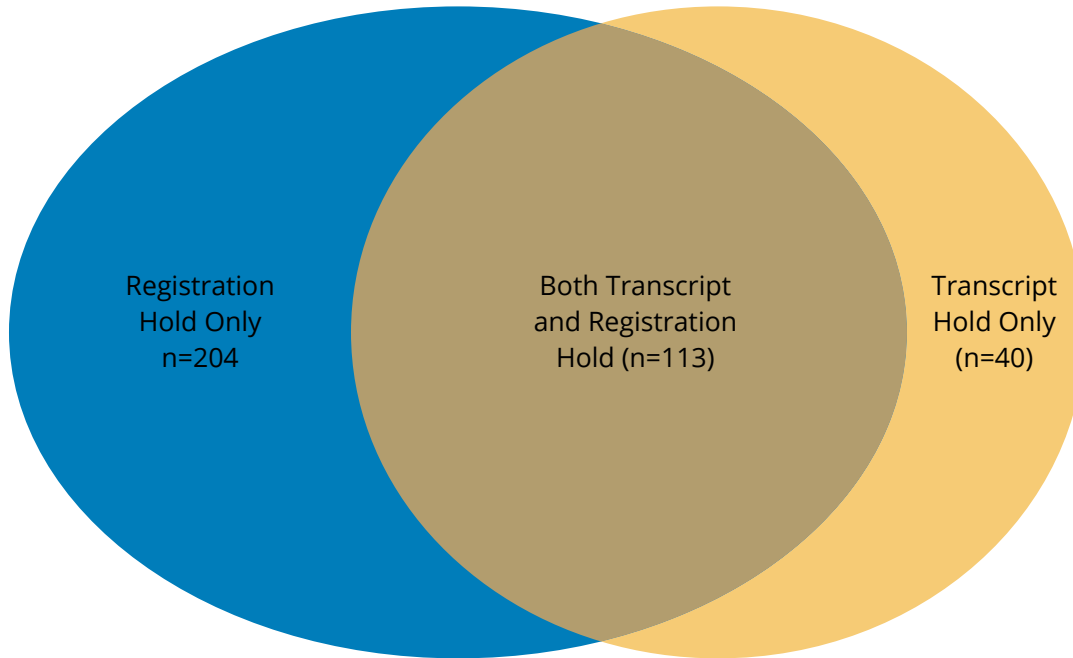 Registration
Hold Only
n=204
Both Transcript
and Registration
Hold (n=113)
Transcript
Hold Only
(n=40)